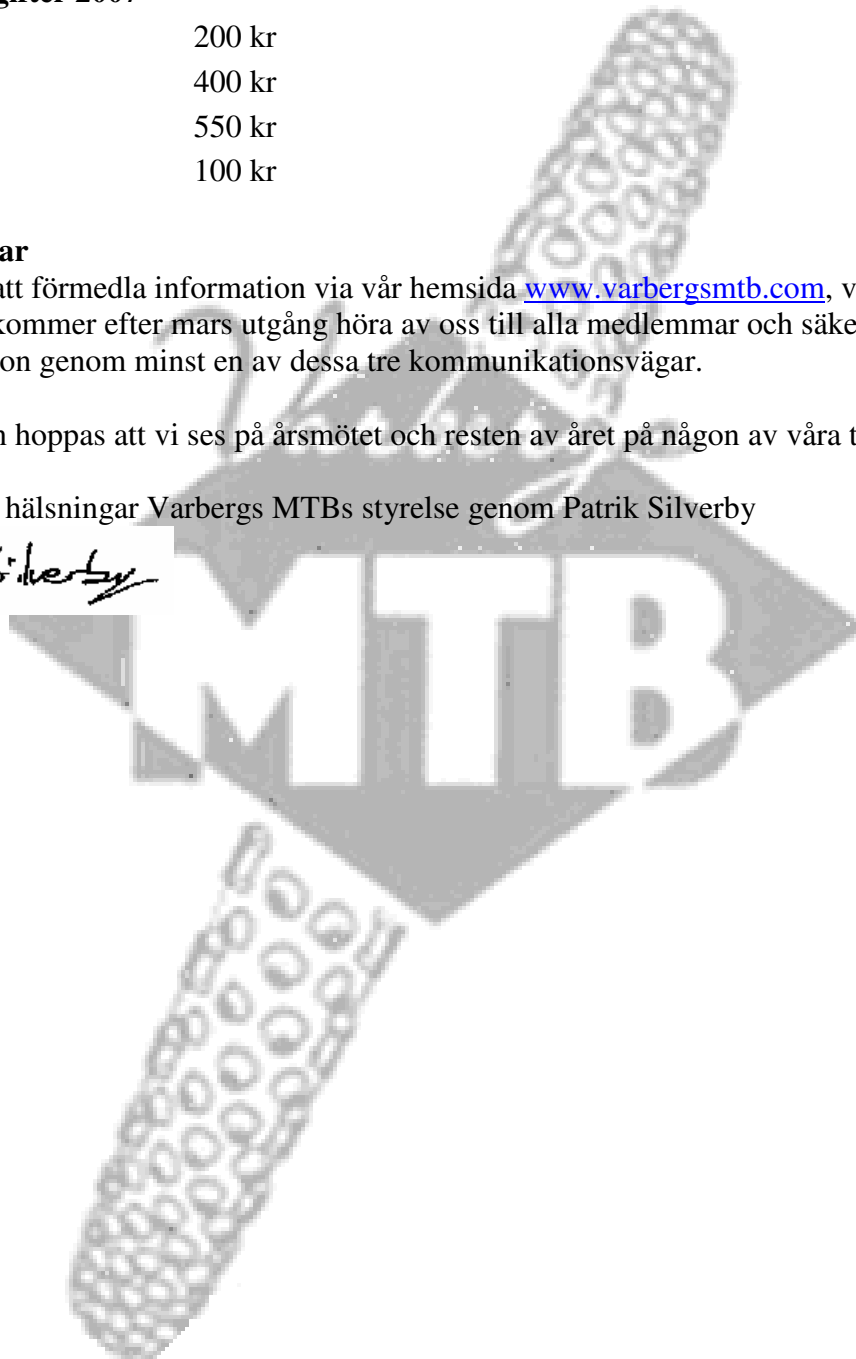 200 kr
400 kr
550 kr
100 kr
ar
att förmedla information via vår hemsida www.varbergsmtb.com, v
kommer efter mars utgång höra av oss till alla medlemmar och säke
on genom minst en av dessa tre kommunikationsvägar.
n hoppas att vi ses på årsmötet och resten av året på någon av våra t
hälsningar Varbergs MTBs styrelse genom Patrik Silverby
Silverby
Varbergs
MTB